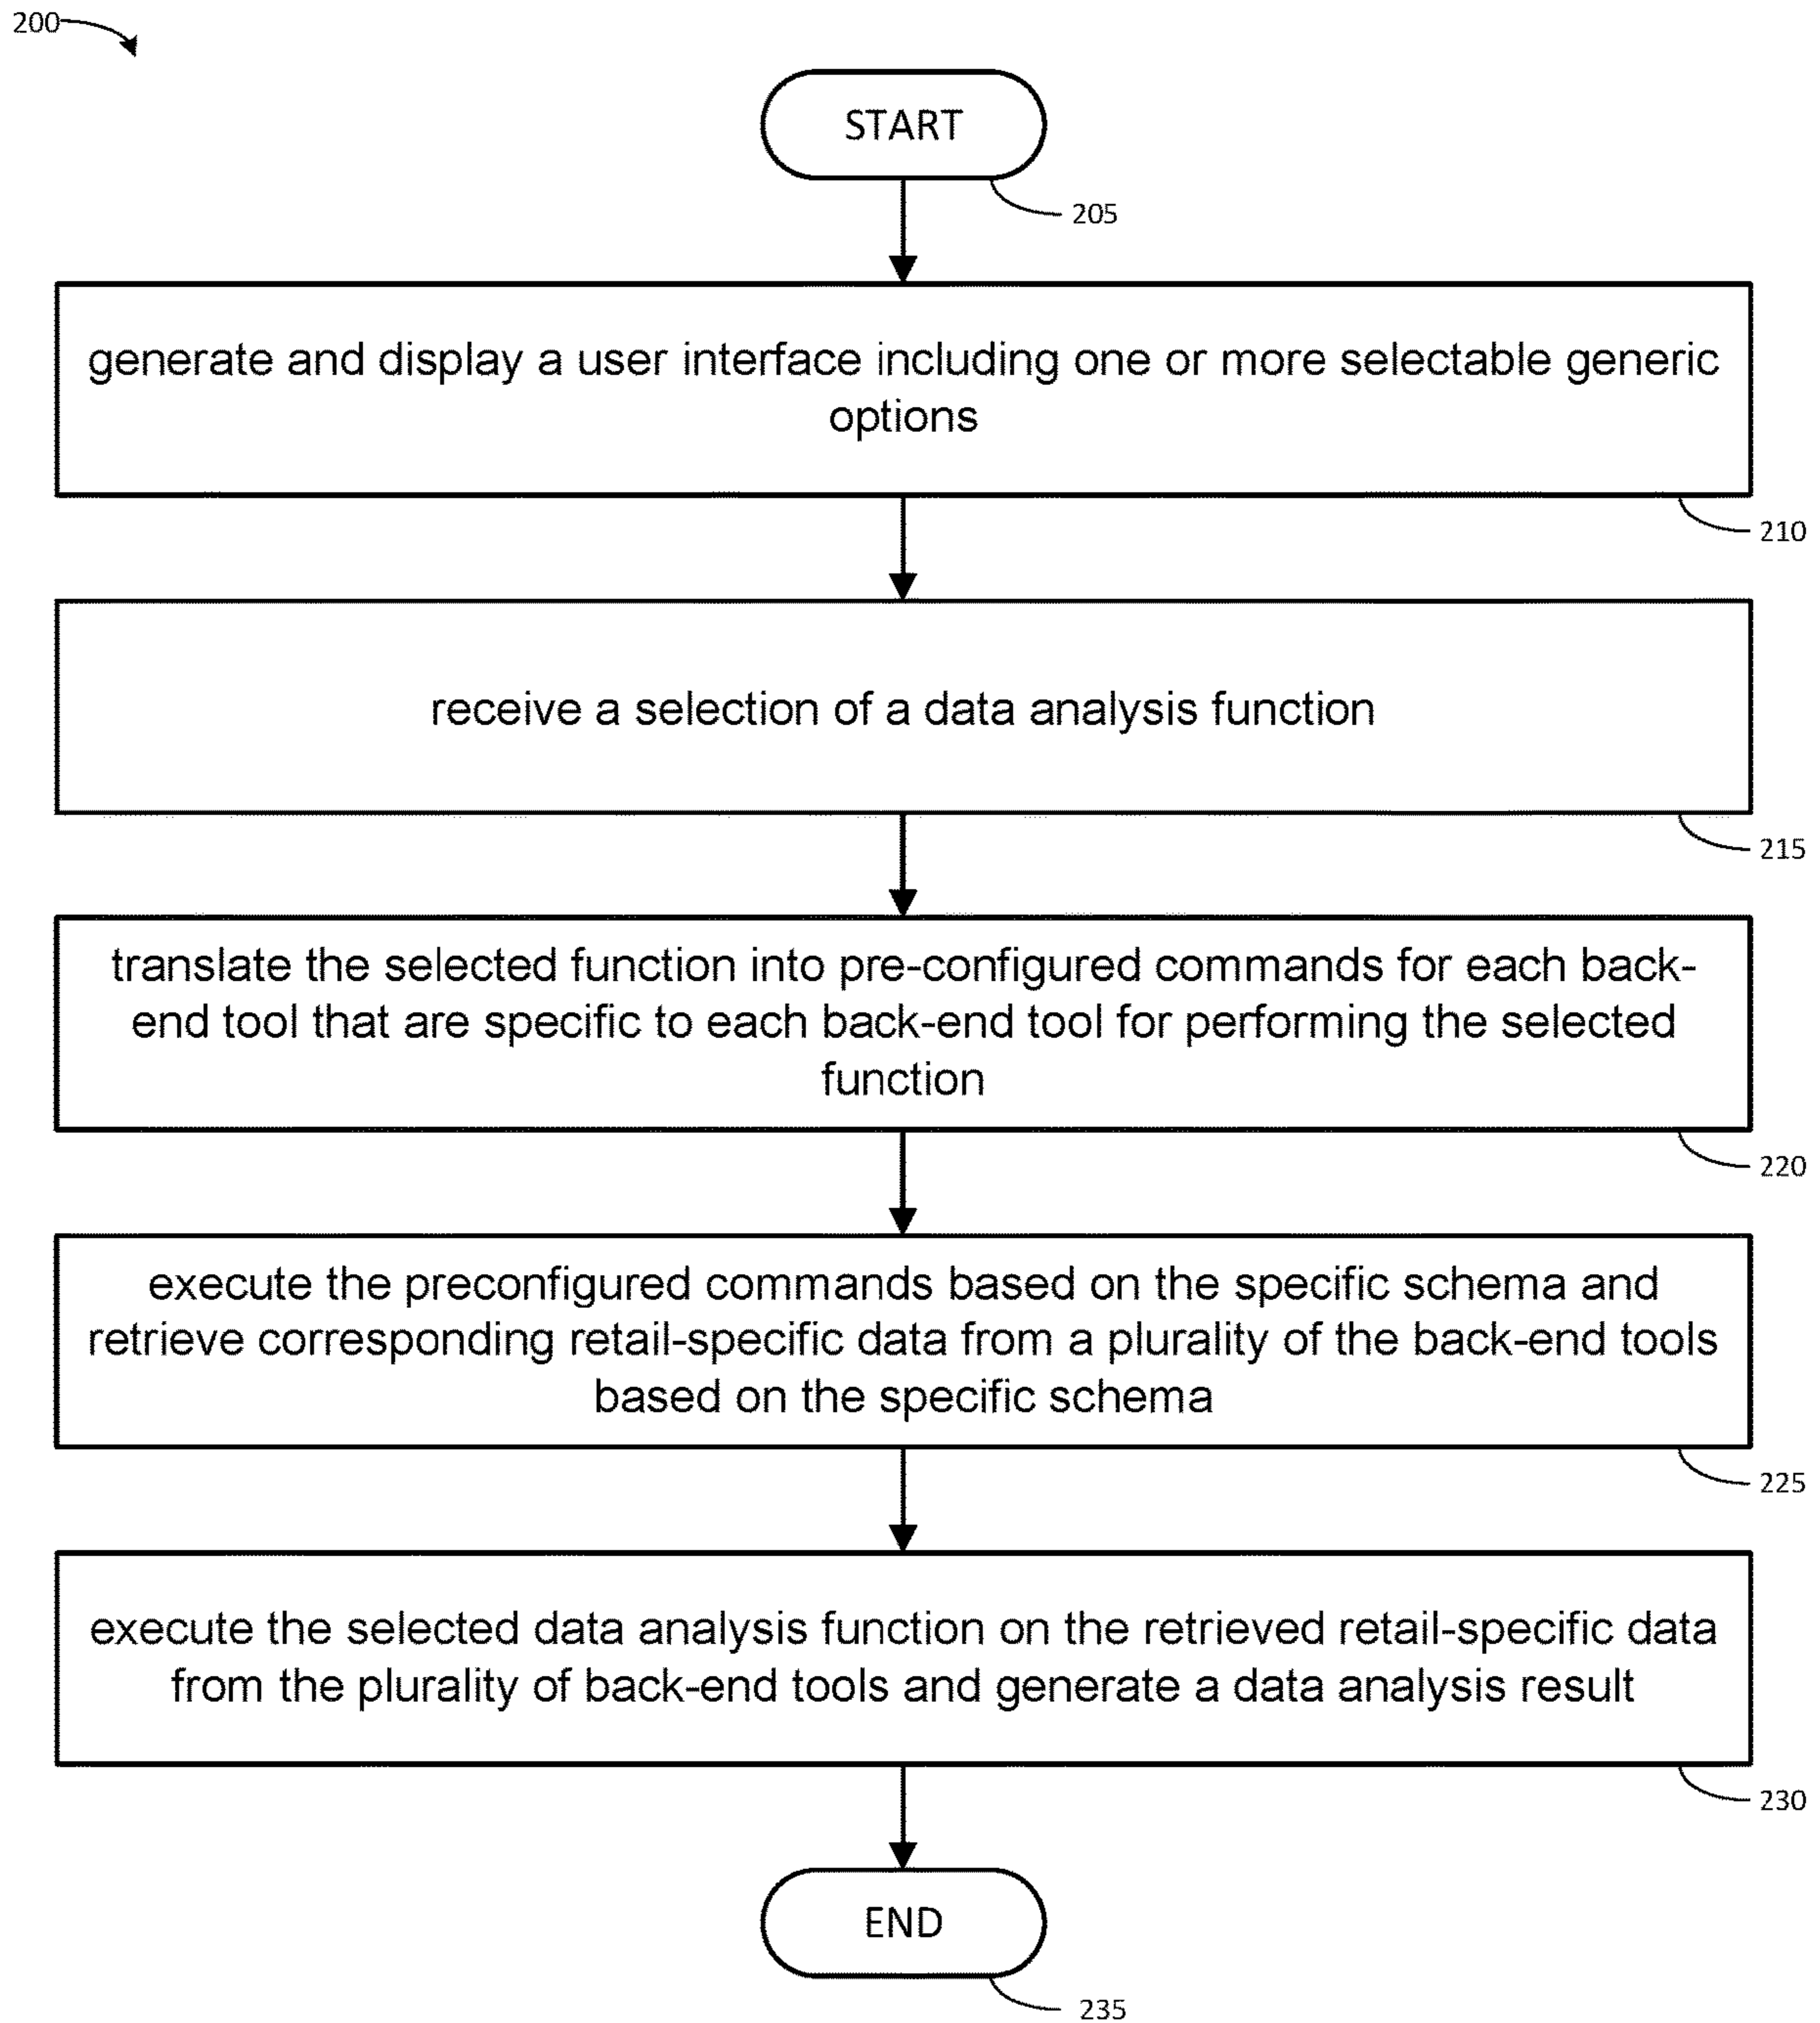 200
START
205
generate and display a user interface including one or more selectable generic
options
210
receive a selection of a data analysis function
215
translate the selected function into pre-configured commands for each back-
end tool that are specific to each back-end tool for performing the selected
function
220
execute the preconfigured commands based on the specific schema and
retrieve corresponding retail-specific data from a plurality of the back-end tools
based on the specific schema
225
execute the selected data analysis function on the retrieved retail-specific data
from the plurality of back-end tools and generate a data analysis result
230
END
235